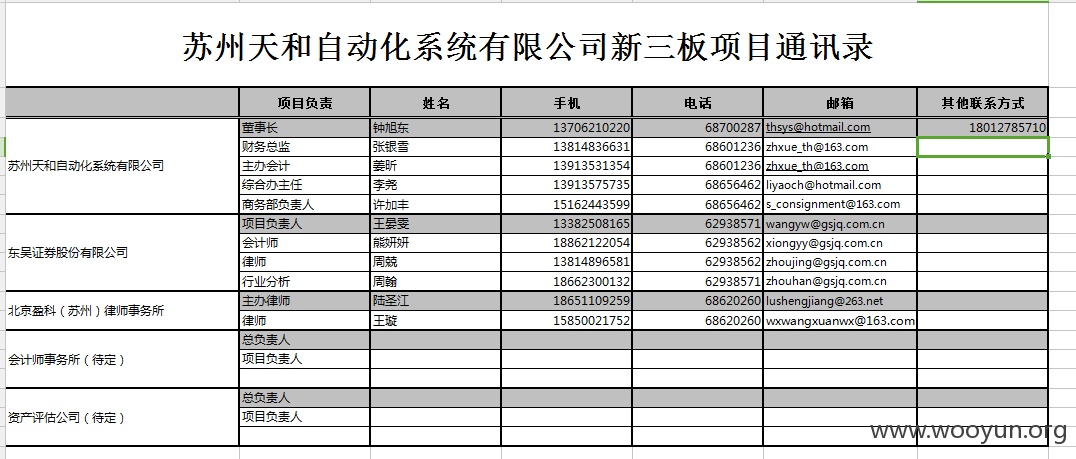 苏州天和自动化系统有限公司新三板项目通讯录
项目负责 姓名 手机 电话 邮箱 其他联系方式
苏州天和自动化系统有限公司
董事长 钟旭东 13706210220 68700287 thsys@hotmail.com 18012785710
财务总监 张银雪 13814836631 68601236 zhxue_th@163.com
主办会计 姜昕 13913531354 68601236 zhxue_th@163.com
综合办主任 李尧 13913575735 68656462 liyaoch@hotmail.com
商务部负责人 许加丰 15162443599 68656462 s_consignment@163.com
东吴证券股份有限公司
项目负责人 王晏雯 13382508165 62938571 wangyw@gsjq.com.cn
会计师 熊妍妍 18862122054 62938562 xiongyy@gsjq.com.cn
律师 周兢 13814896581 62938562 zhoujing@gsjq.com.cn
行业分析 周翰 18662300132 62938571 zhouhan@gsjq.com.cn
北京盈科（苏州）律师事务所
主办律师 陆圣江 18651109259 68620260 lushengjiang@263.net
律师 王璇 15850021752 68620260 wxwangxuanwx@163.com
会计师事务所（待定）
总负责人
项目负责人
资产评估公司（待定）
总负责人
项目负责人
www.wooyun.org